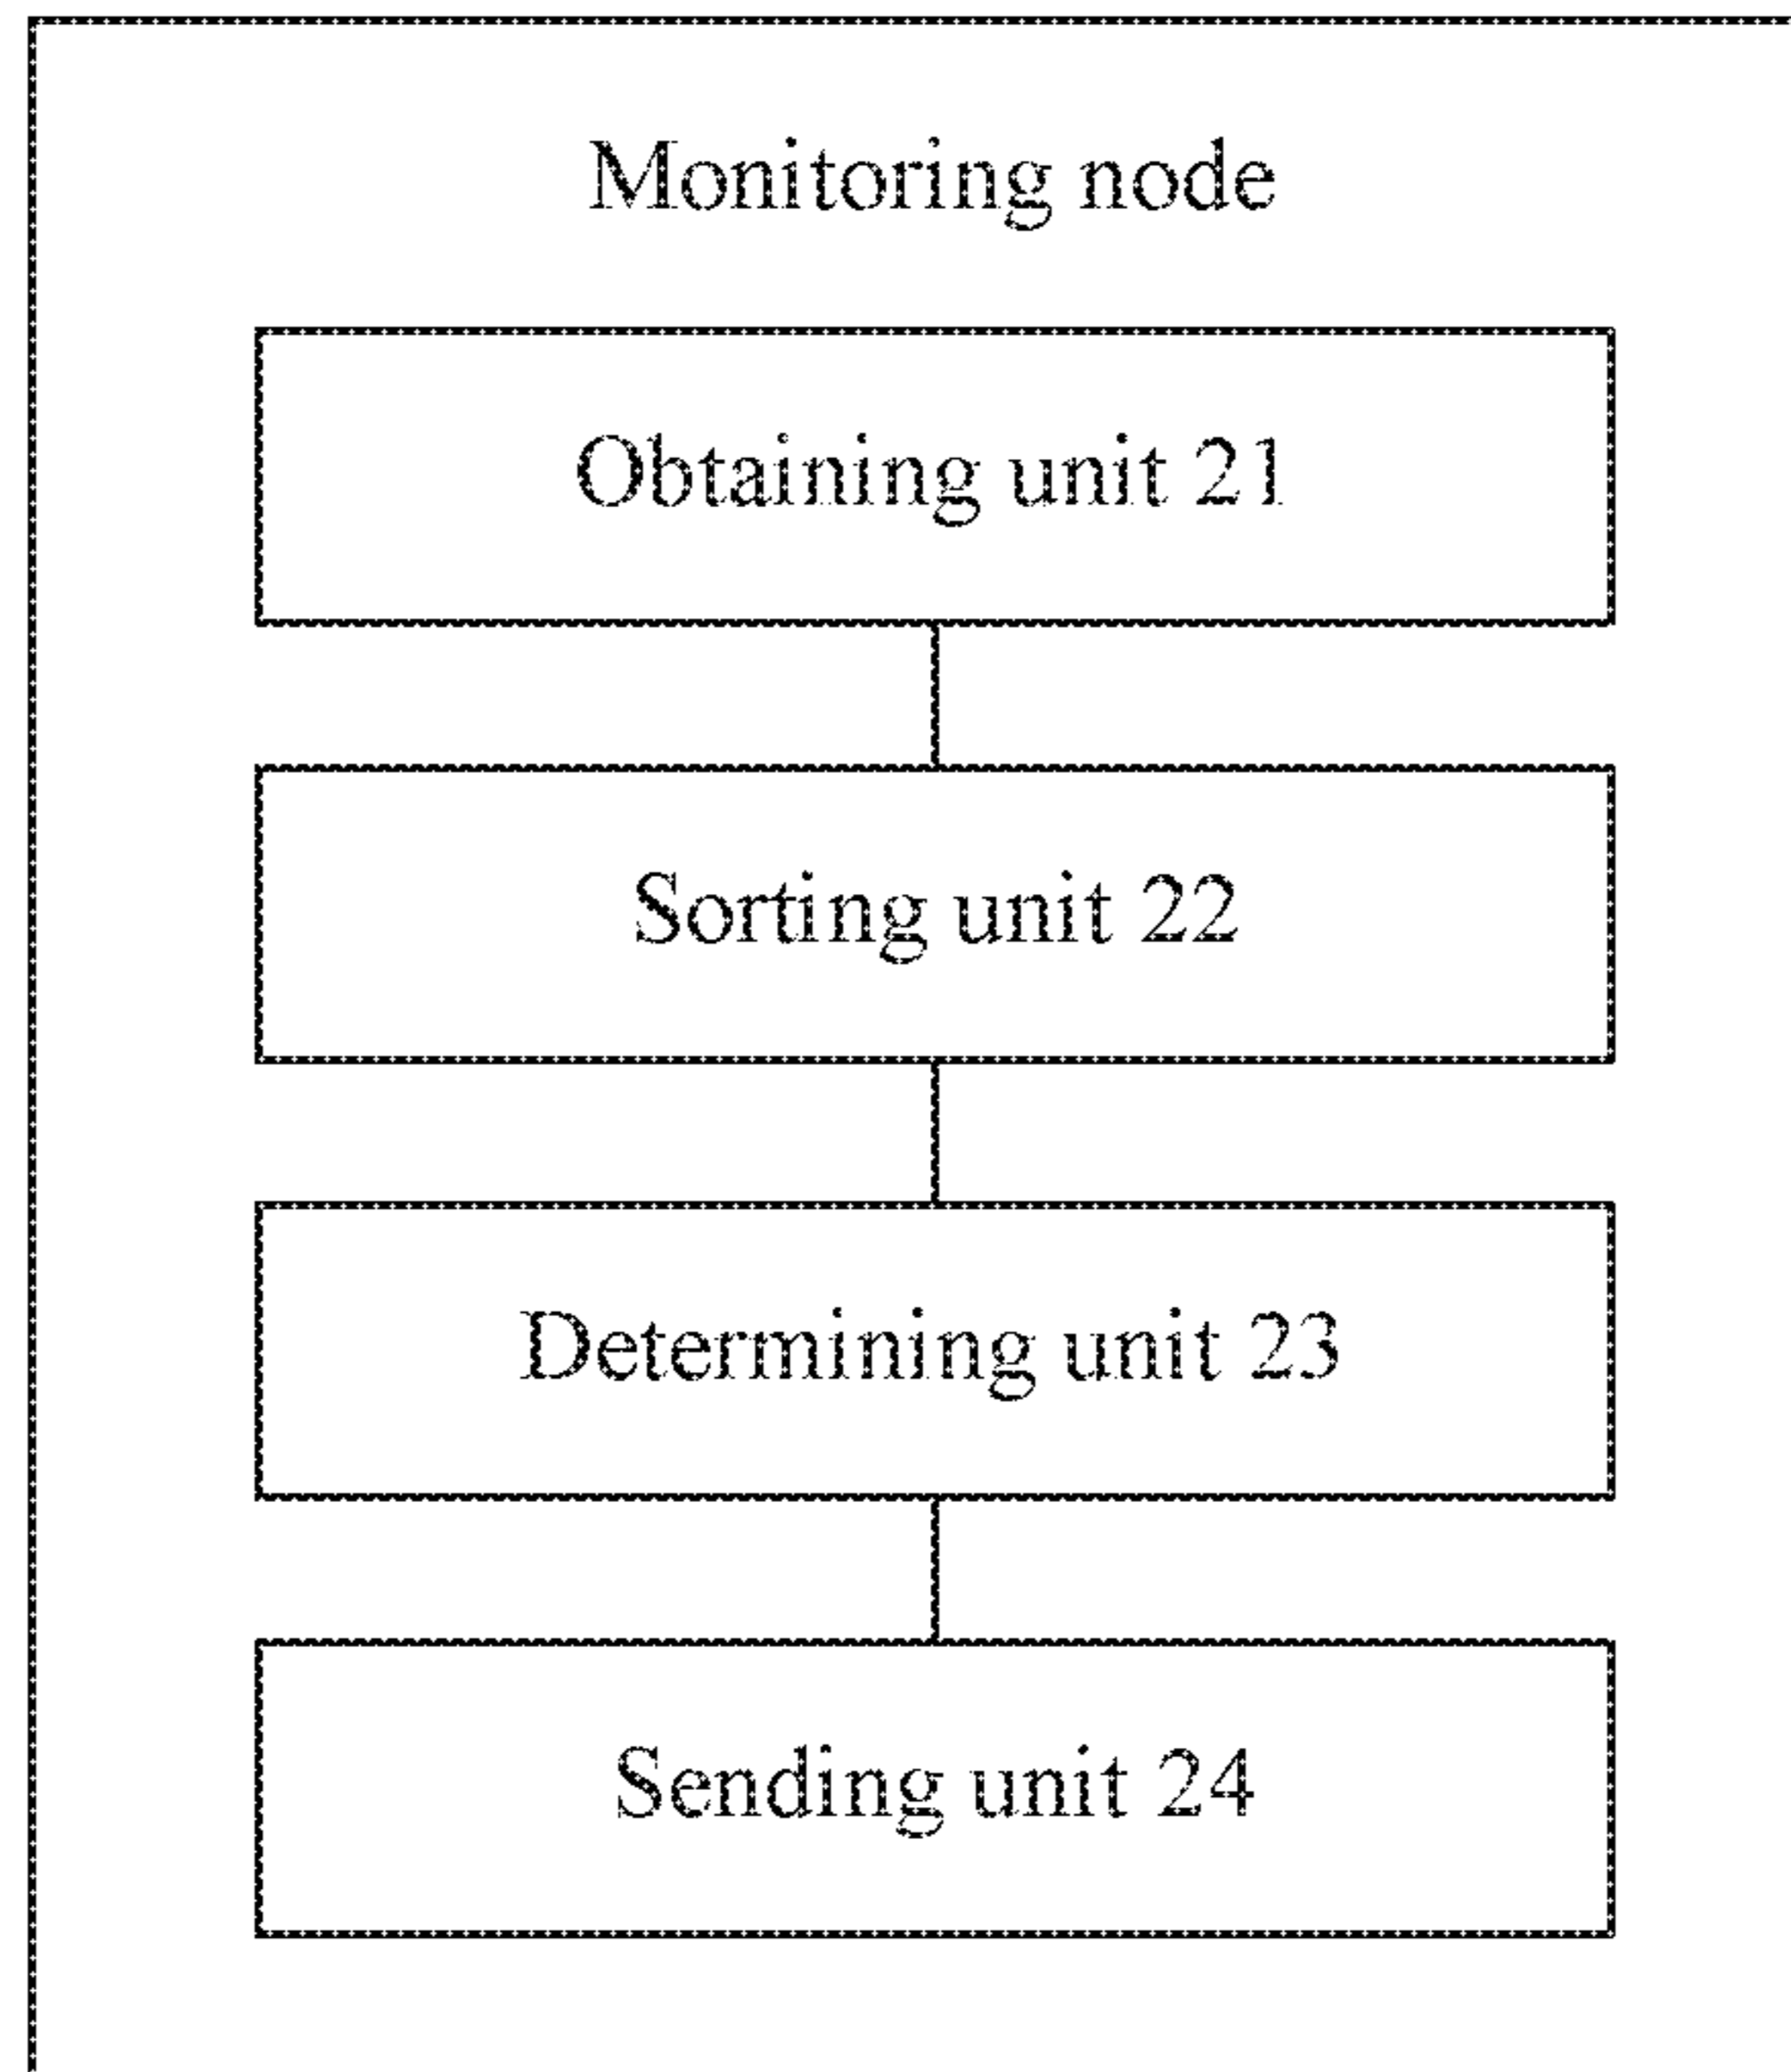 Monitoring node
Obtaining unit 21
Sorting unit 22
Determining unit 23
Sending unit 24